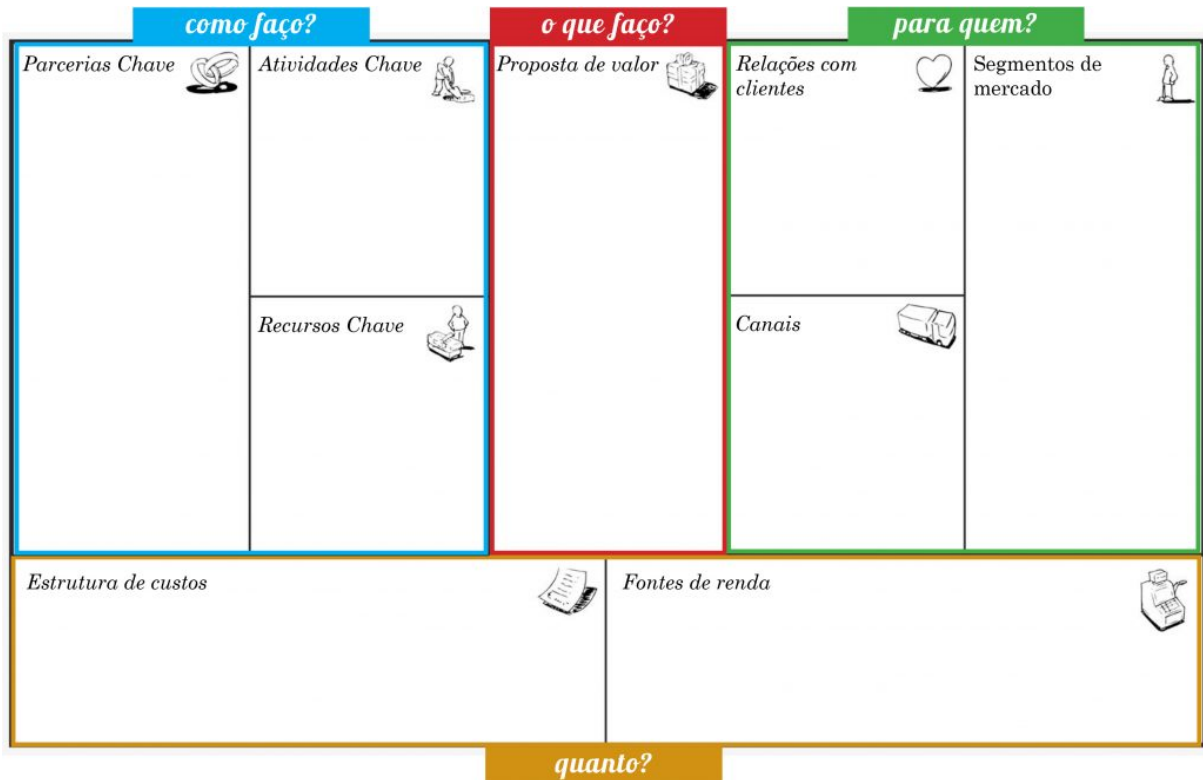 como faço?
o que faço?
para quem?
Parcerias Chave
Atividades Chave
Proposta de valor
Relações com
clientes
Segmentos de
mercado
Recursos Chave
Canais
Estrutura de custos
Fontes de renda
quanto?